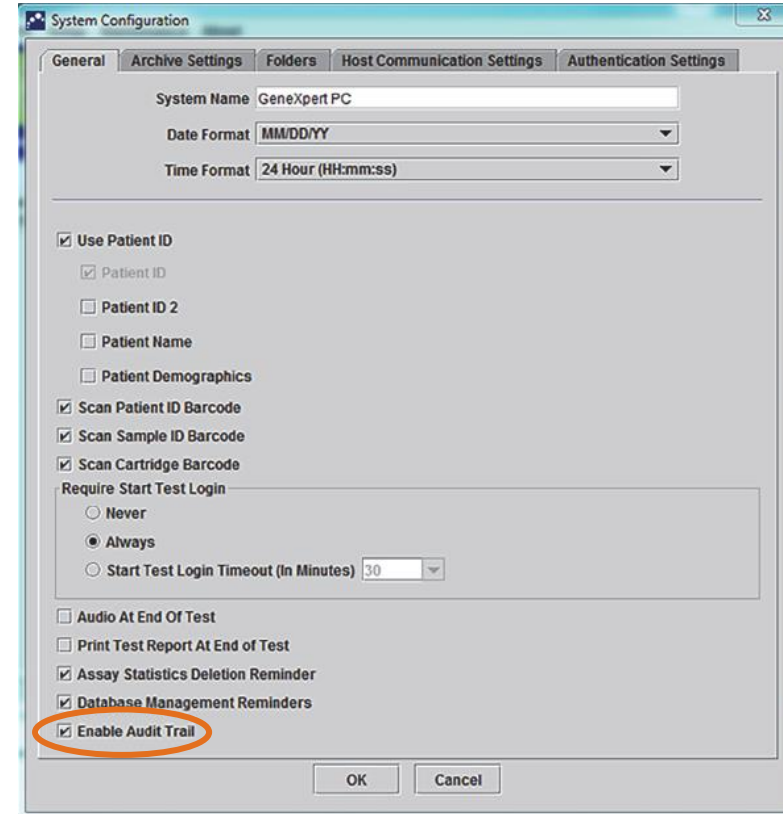 System Configuration
General Archive Settings Folders Host Communication Settings Authentication Settings
System Name GeneXpert PC
Date Format MM/DD/YY
Time Format 24 Hour (HH:mm:ss)
Use Patient ID
Patient ID
Patient ID 2
Patient Name
Patient Demographics
Scan Patient ID Barcode
Scan Sample ID Barcode
Scan Cartridge Barcode
Require Start Test Login
Never
Always
Start Test Login Timeout (In Minutes) 30
Audio At End Of Test
Print Test Report At End of Test
Assay Statistics Deletion Reminder
Database Management Reminders
Enable Audit Trail
OK Cancel